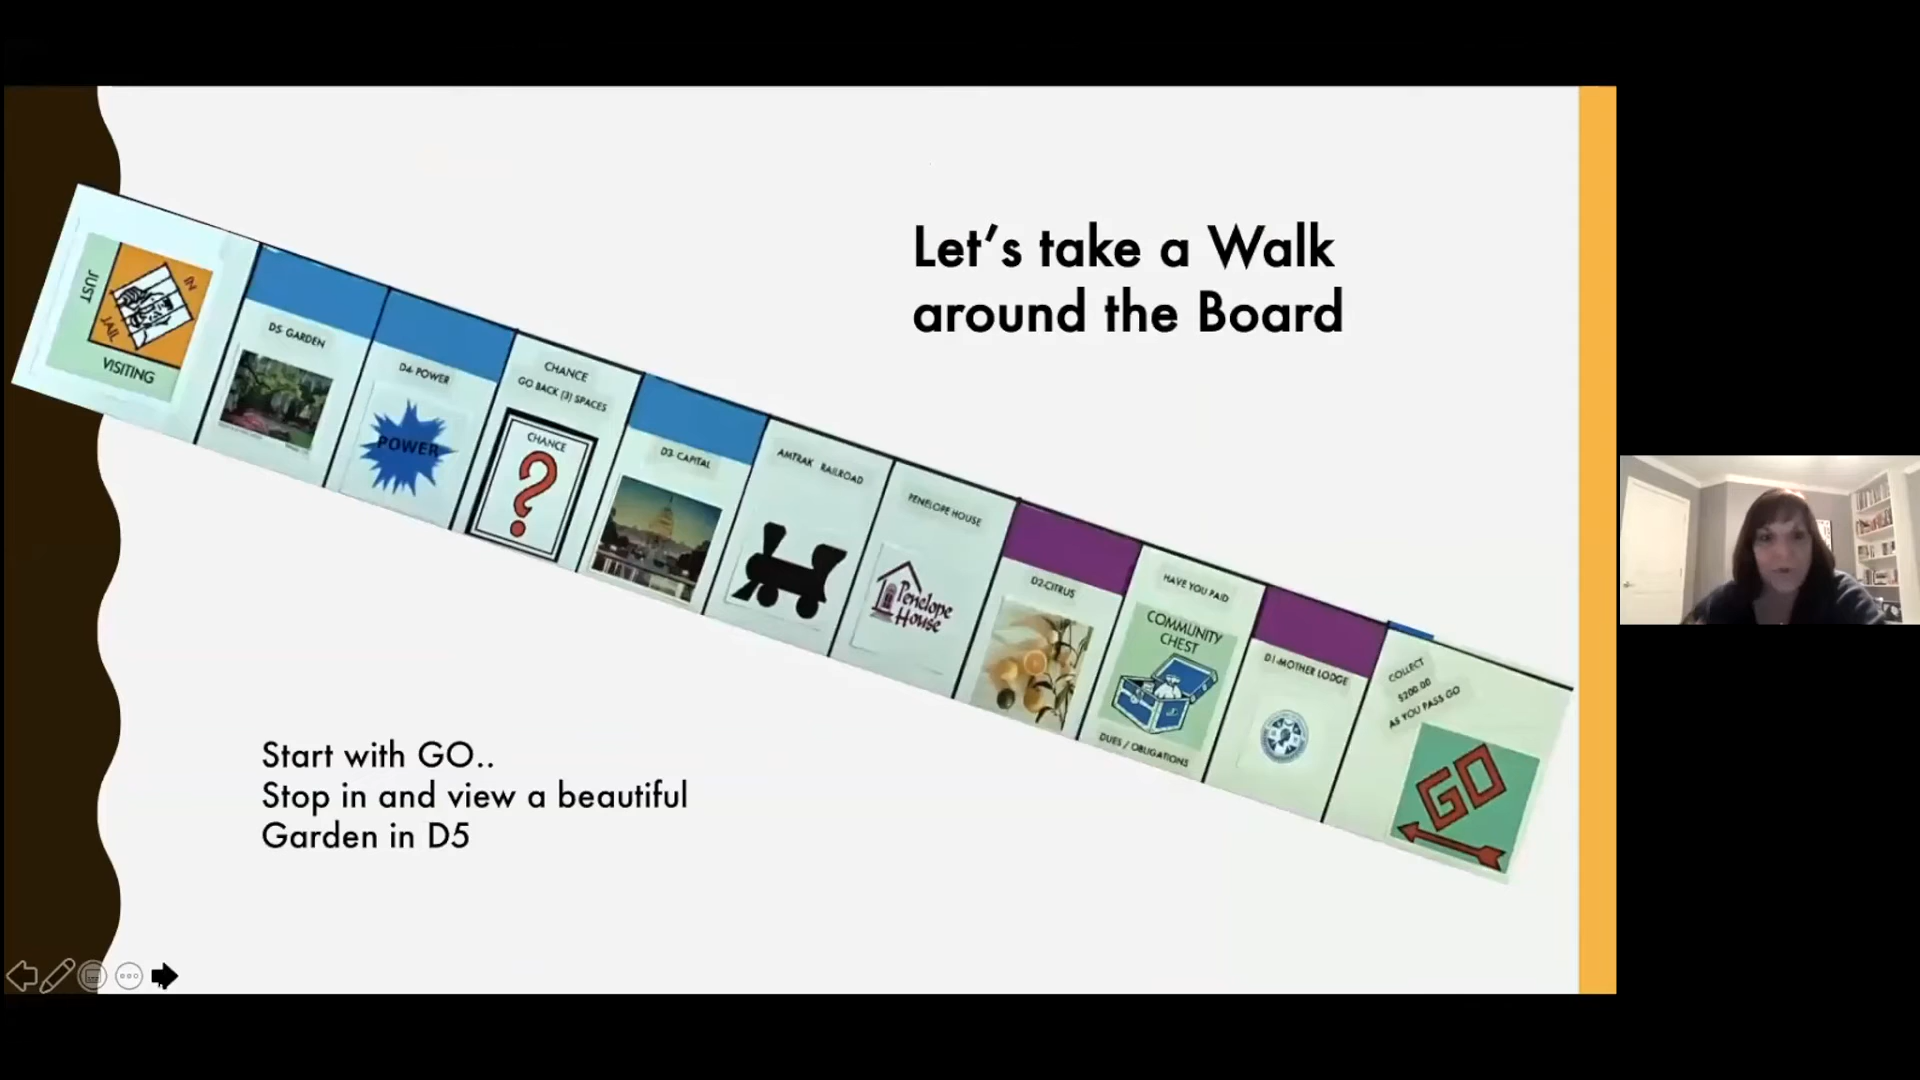 Let's take a Walk
around the Board
JUST
IN
JAIL
VISITING
D5- GARDEN
D4- POWER
POWER
CHANCE
GO BACK (3) SPACES
CHANCE
?
D3- CAPITAL
AMTRAK RAILROAD
PENELOPE HOUSE
Penelope
House
D2-CITRUS
HAVE YOU PAID
COMMUNITY
CHEST
DUES / OBLIGATIONS
D1-MOTHER LODGE
COLLECT
$200.00
AS YOU PASS GO
GO
Start with GO..
Stop in and view a beautiful
Garden in D5